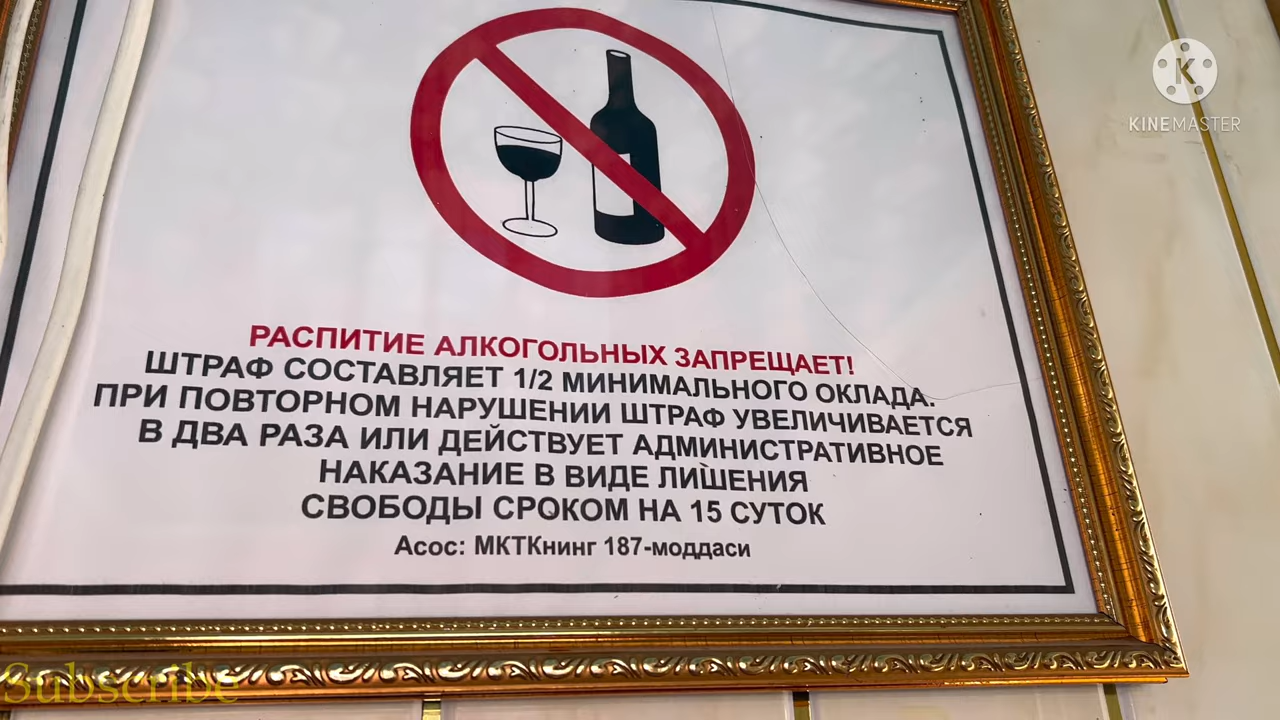 K
KINEMASTER
РАСПИТИЕ АЛКОГОЛЬНЫХ ЗАПРЕЩАЕТ!
ШТРАФ СОСТАВЛЯЕТ 1/2 МИНИМАЛЬНОГО ОКЛАДА.
ПРИ ПОВТОРНОМ НАРУШЕНИИ ШТРАФ УВЕЛИЧИВАЕТСЯ
В ДВА РАЗА ИЛИ ДЕЙСТВУЕТ АДМИНИСТРАТИВНОЕ
НАКАЗАНИЕ В ВИДЕ ЛИШЕНИЯ
СВОБОДЫ СРОКОМ НА 15 СУТОК
Асос: МКТКнинг 187-моддаси
Subscribe